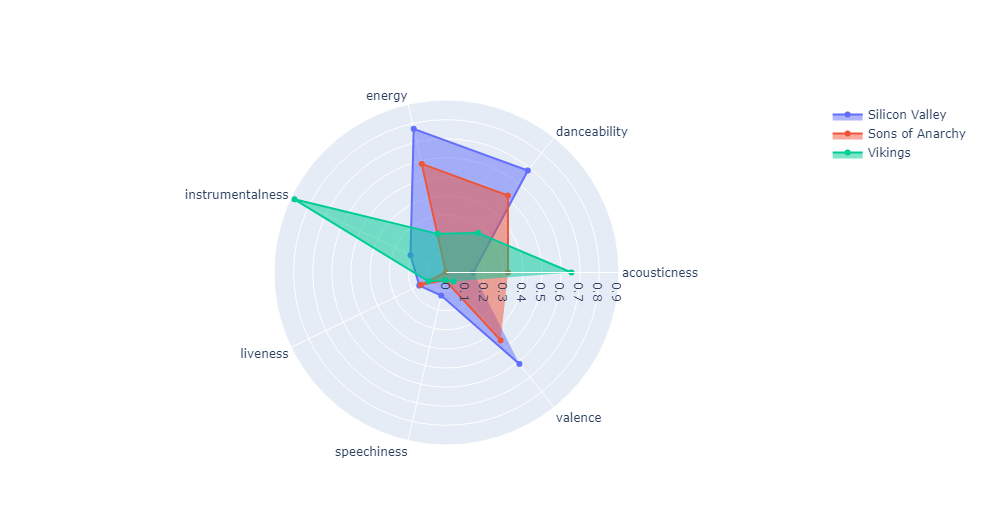 energy
danceability
instrumentalness
acousticness
liveness
speechiness
valence
0
0.1
0.2
0.3
0.4
0.5
0.6
0.7
0.8
0.9
Silicon Valley
Sons of Anarchy
Vikings